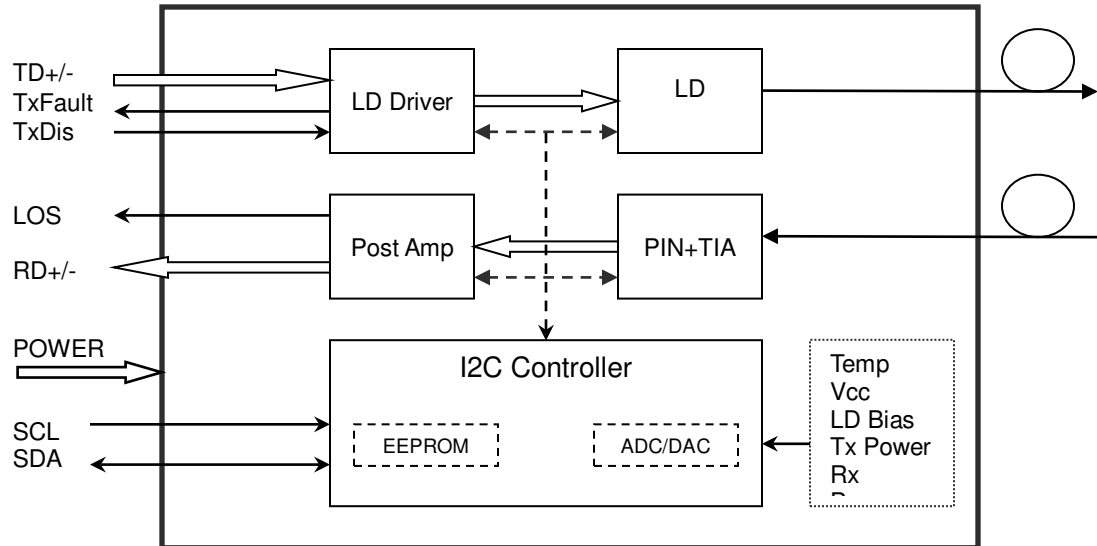 TD+/-
TxFault
TxDis
LD Driver
LD
LOS
RD+/-
Post Amp
PIN+TIA
POWER
SCL
SDA
I2C Controller
EEPROM
ADC/DAC
Temp
Vcc
LD Bias
Tx Power
Rx